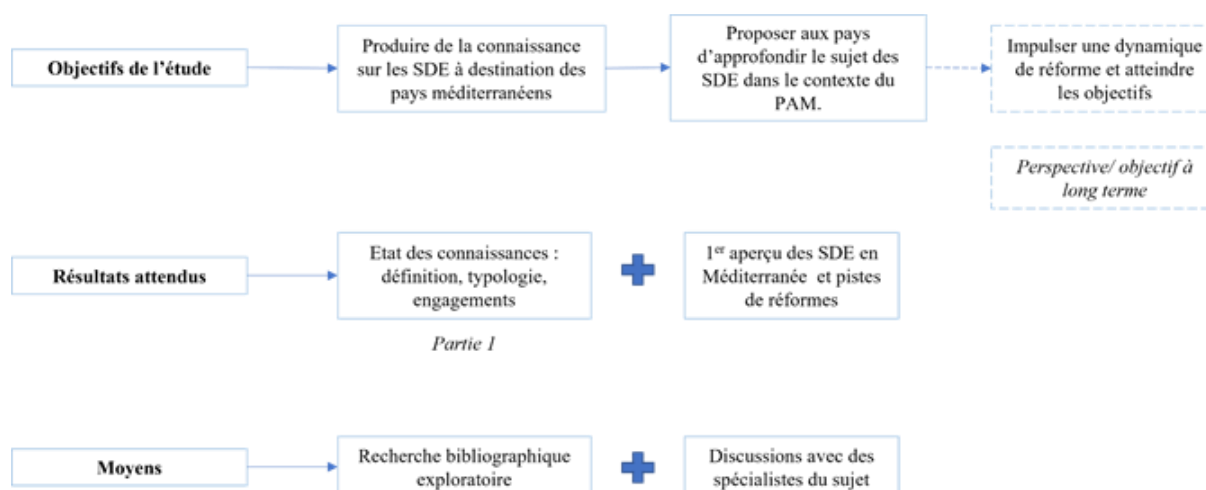 Objectifs de l’étude
Produire de la connaissance
sur les SDE à destination des
pays méditerranéens
Proposer aux pays
d’approfondir le sujet des
SDE dans le contexte du
PAM.
Impulser une dynamique
de réforme et atteindre
les objectifs
Perspective/ objectif à
long terme
Résultats attendus
Etat des connaissances :
définition, typologie,
engagements
1er aperçu des SDE en
Méditerranée et pistes
de réformes
Partie 1
Moyens
Recherche bibliographique
exploratoire
Discussions avec des
spécialistes du sujet